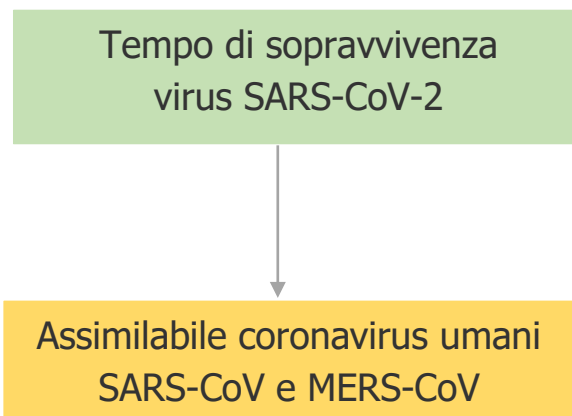 Tempo di sopravvivenza
virus SARS-CoV-2
Assimilabile coronavirus umani
SARS-CoV e MERS-CoV